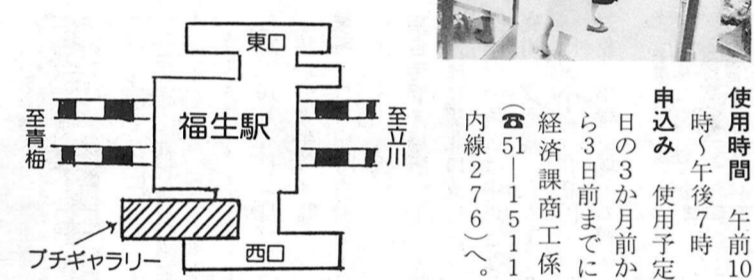 使用時間　午前10
時〜午後7時
申込み　使用予定
日の3か月前か
ら3日前までに
経済課商工係
（☎51―1511
内線276）へ。
東口
福生駅
至青梅
至立川
プチギャラリー
西口